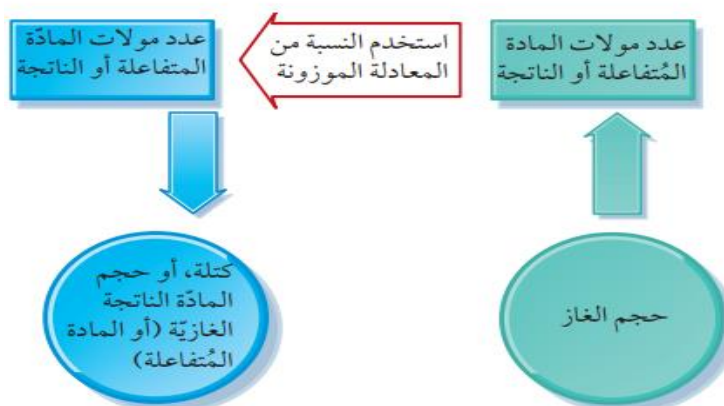 عدد مولات المادة
المُتفاعلة أو الناتجة
استخدم النسبة من
المعادلة الموزونة
عدد مولات المادّة
المتفاعلة أو الناتجة
حجم الغاز
كتلة، أو حجم
المادّة الناتجة
الغازيّة (أو المادة
المُتفاعلة)